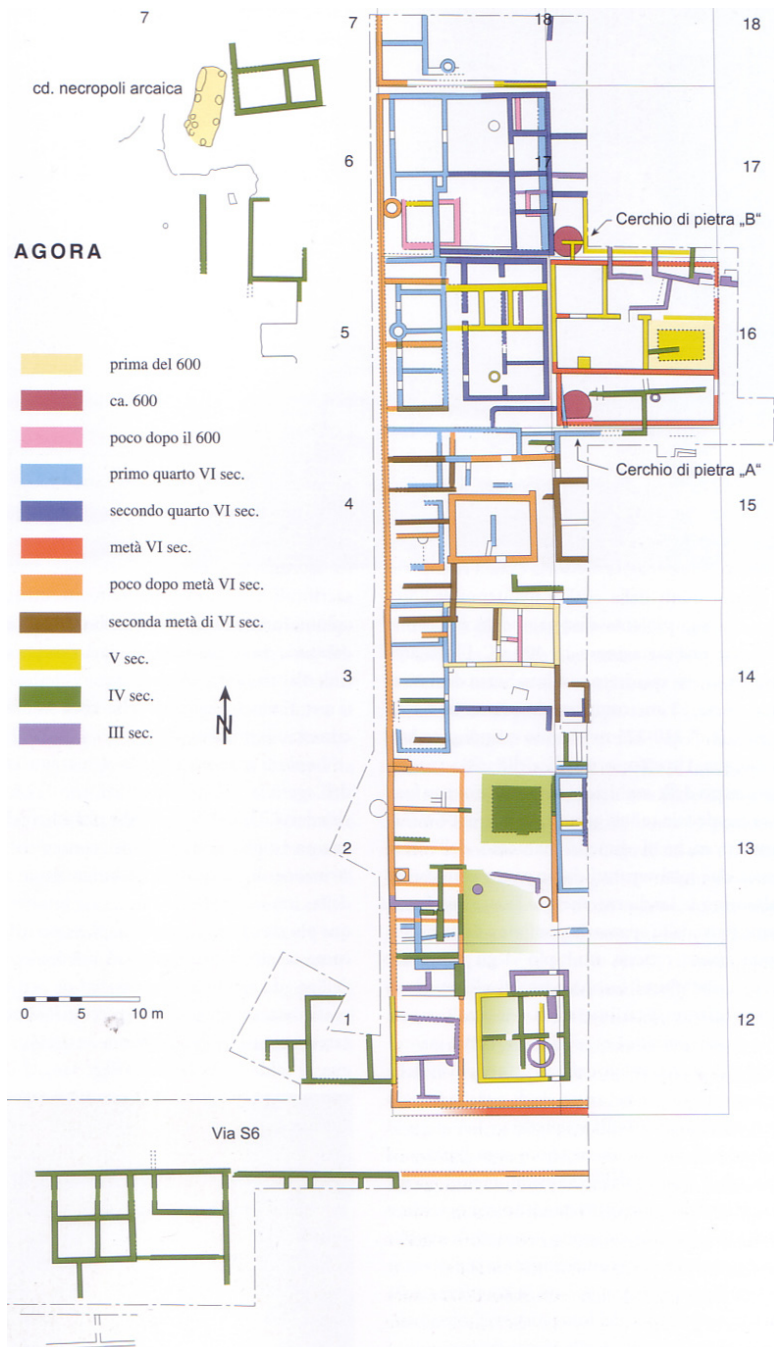 7
7
18
18
cd. necropoli arcaica
6
17
17
Cerchio di pietra „B“
AGORA
5
16
prima del 600
ca. 600
poco dopo il 600
Cerchio di pietra „A“
primo quarto VI sec.
4
15
secondo quarto VI sec.
metà VI sec.
poco dopo metà VI sec.
seconda metà di VI sec.
V sec.
3
14
IV sec.
N
III sec.
2
13
0 5 10 m
1
12
Via S6